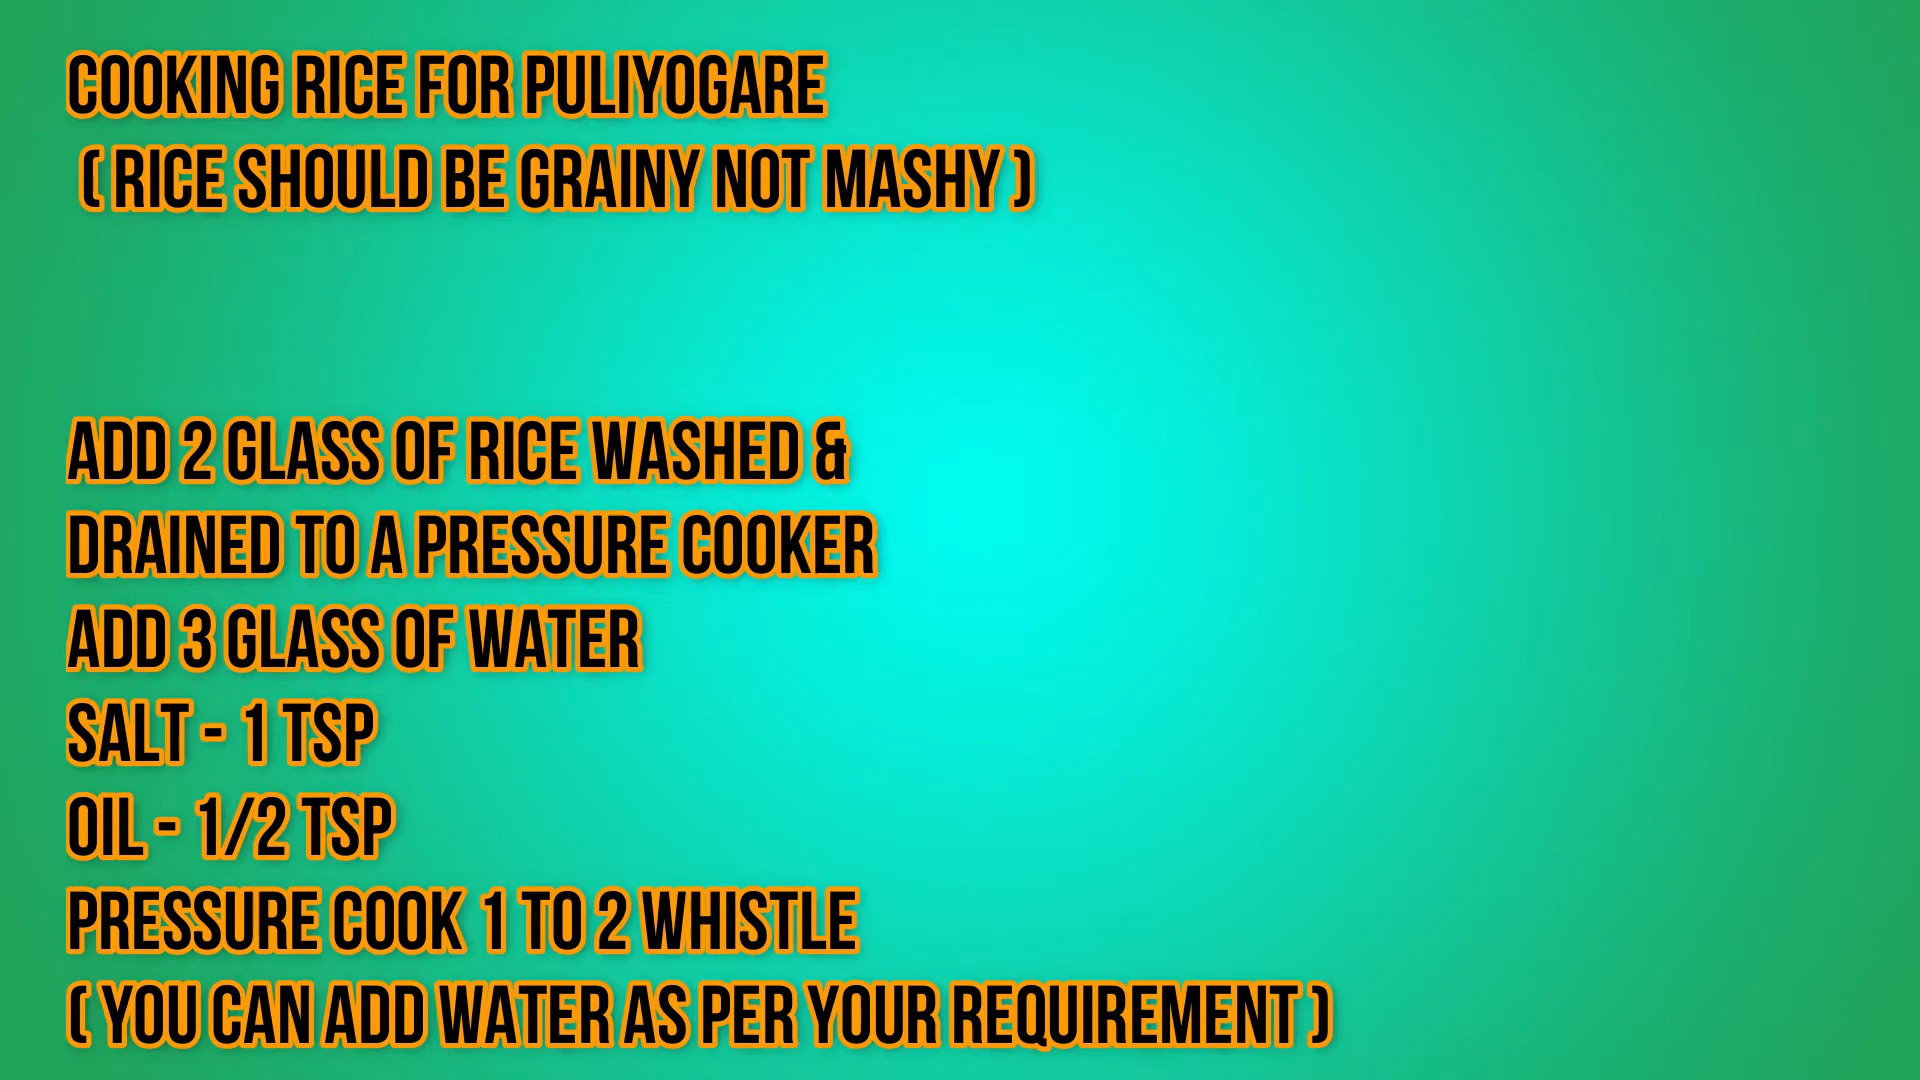 COOKING RICE FOR PULIYOGARE
( RICE SHOULD BE GRAINY NOT MASHY )
ADD 2 GLASS OF RICE WASHED &
DRAINED TO A PRESSURE COOKER
ADD 3 GLASS OF WATER
SALT - 1 TSP
OIL - 1/2 TSP
PRESSURE COOK 1 TO 2 WHISTLE
( YOU CAN ADD WATER AS PER YOUR REQUIREMENT )